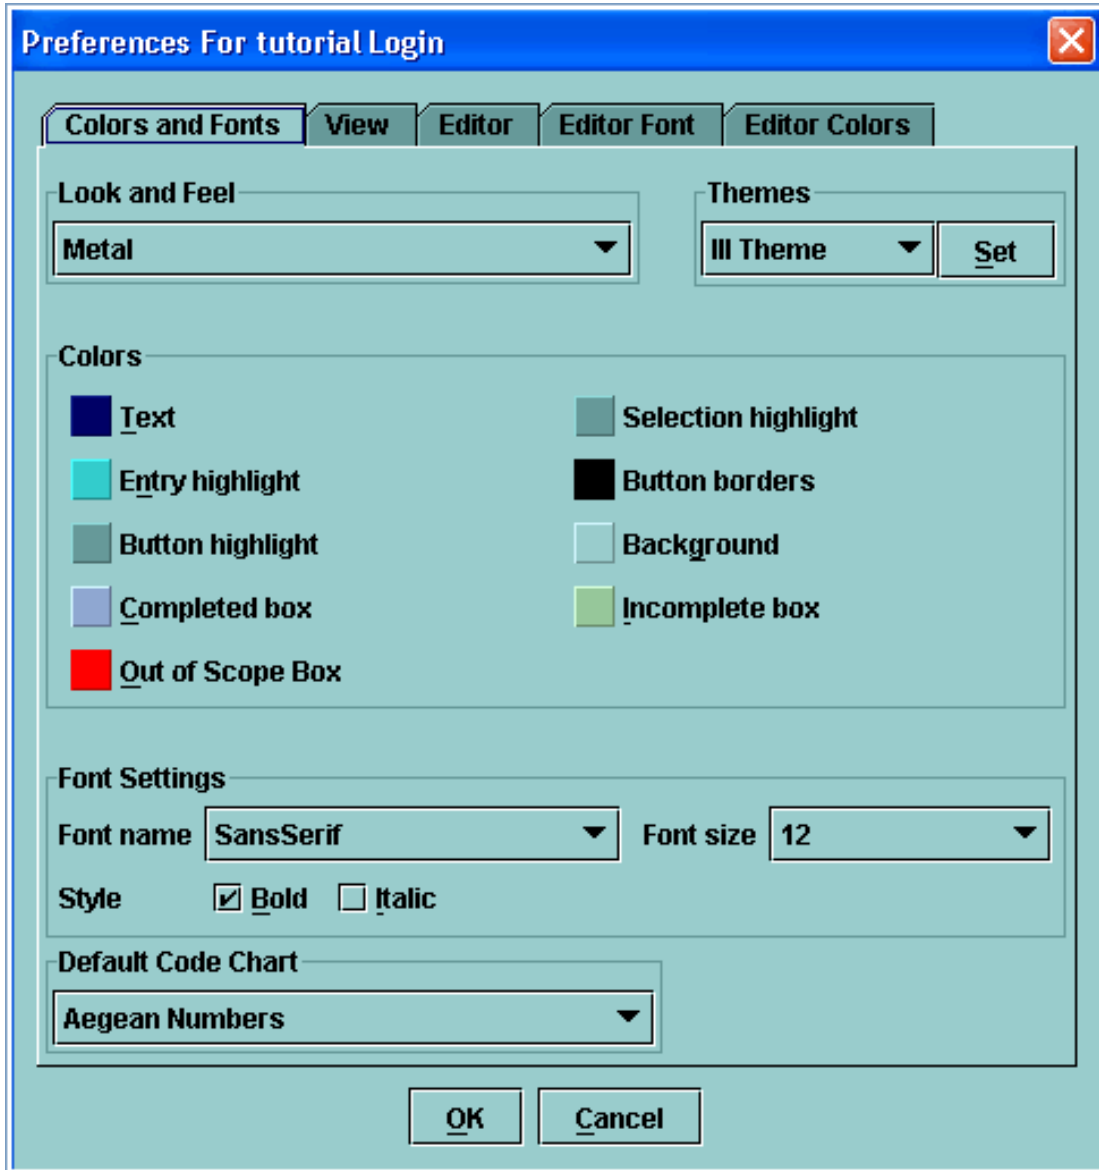 Preferences For tutorial Login
Colors and Fonts View Editor Editor Font Editor Colors
Look and Feel Themes
Metal III Theme Set
Colors
Text Selection highlight
Entry highlight Button borders
Button highlight Background
Completed box Incomplete box
Out of Scope Box
Font Settings
Font name SansSerif Font size 12
Style Bold Italic
Default Code Chart
Aegean Numbers
OK Cancel